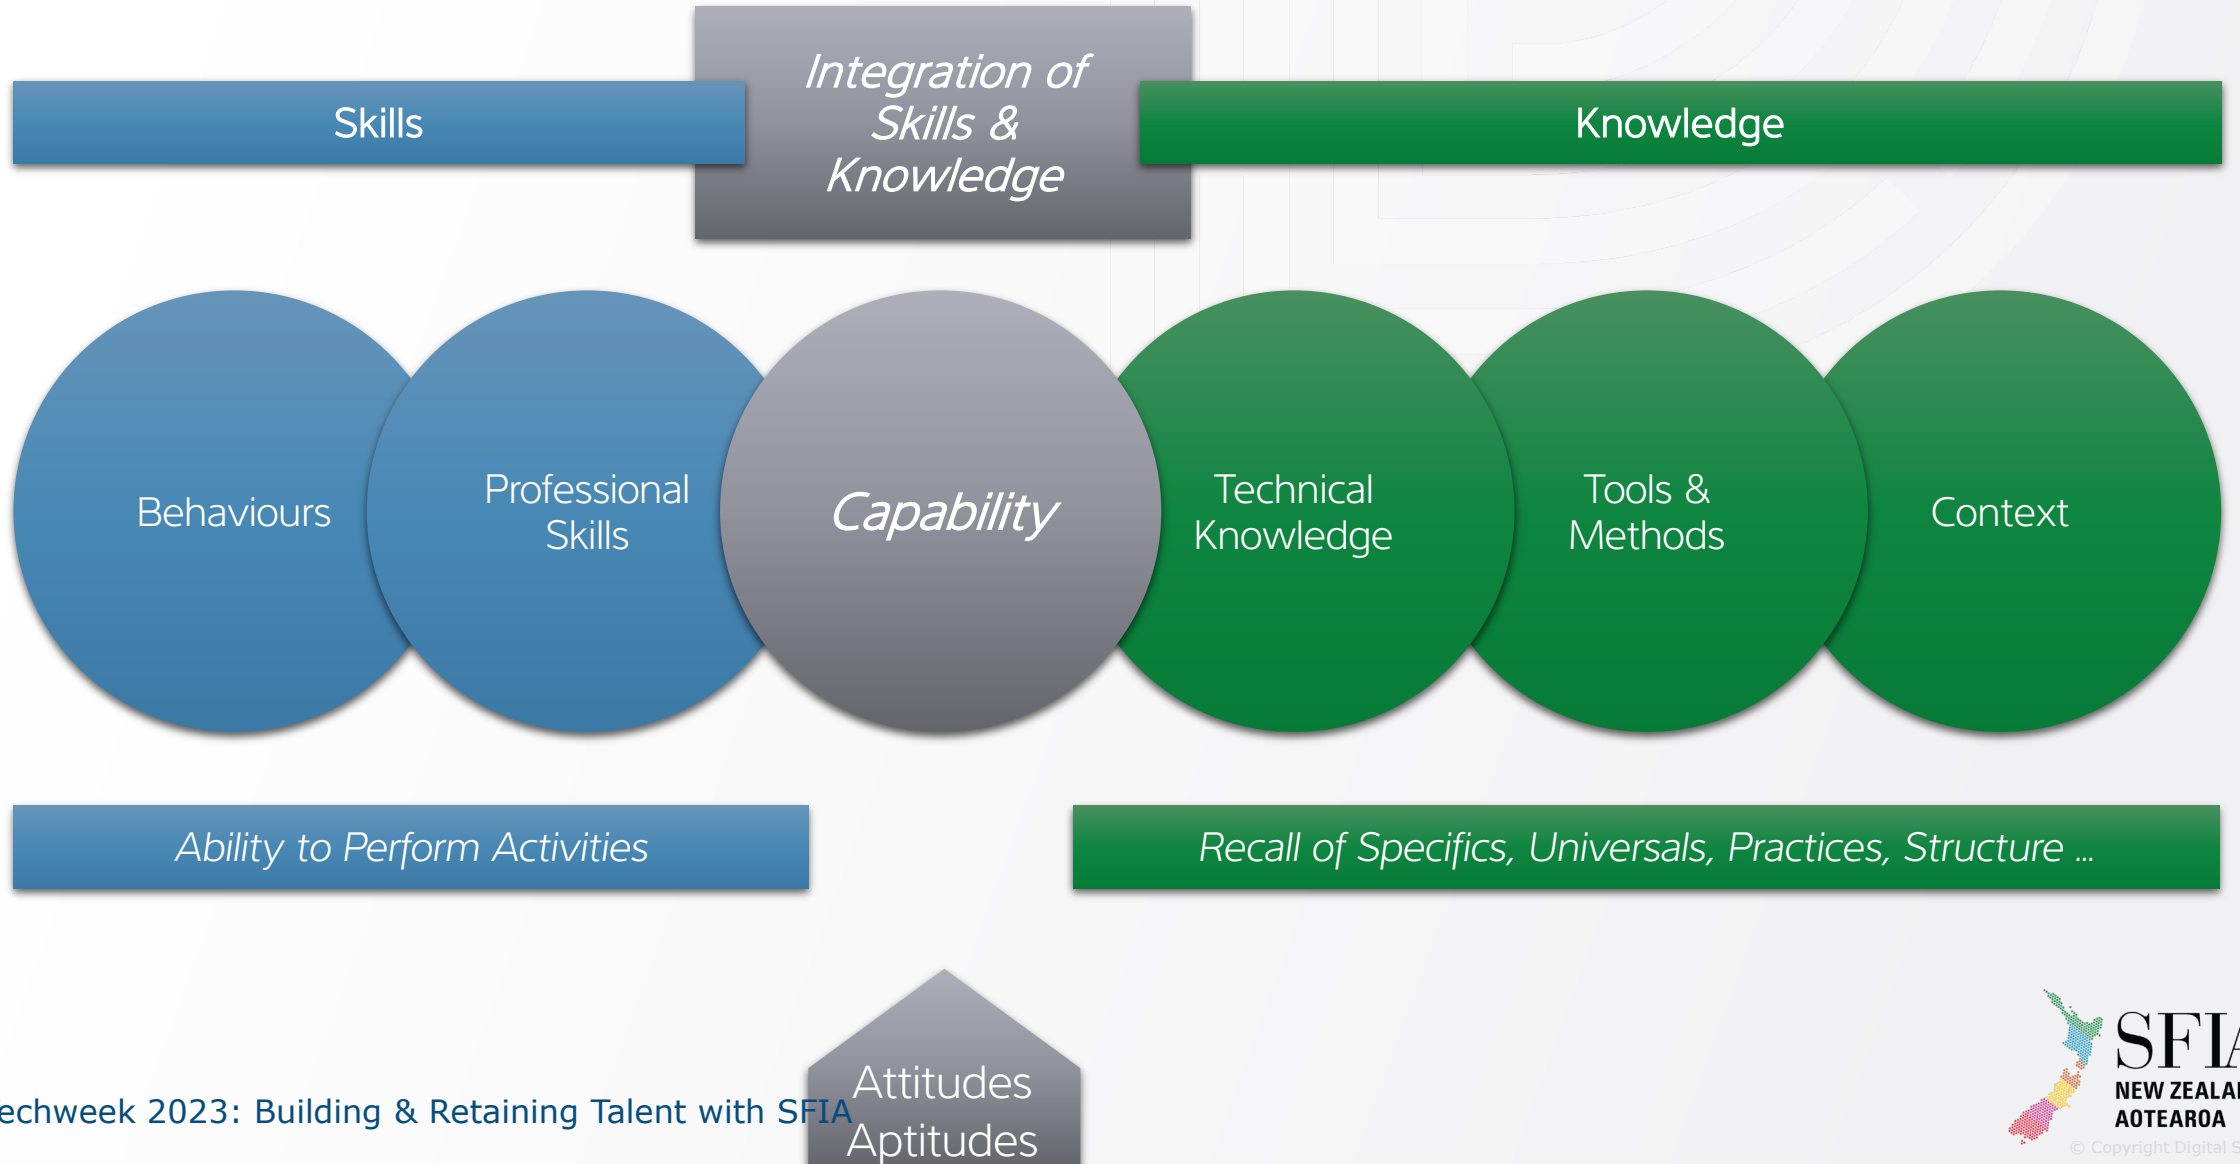 Integration of
Skills &
Knowledge
Skills
Knowledge
Behaviours
Professional
Skills
Capability
Technical
Knowledge
Tools &
Methods
Context
Ability to Perform Activities
Recall of Specifics, Universals, Practices, Structure ...
Attitudes
Aptitudes
echweek 2023: Building & Retaining Talent with SFIA
SFIA
NEW ZEALAN
AOTEAROA
© Copyright Digital S